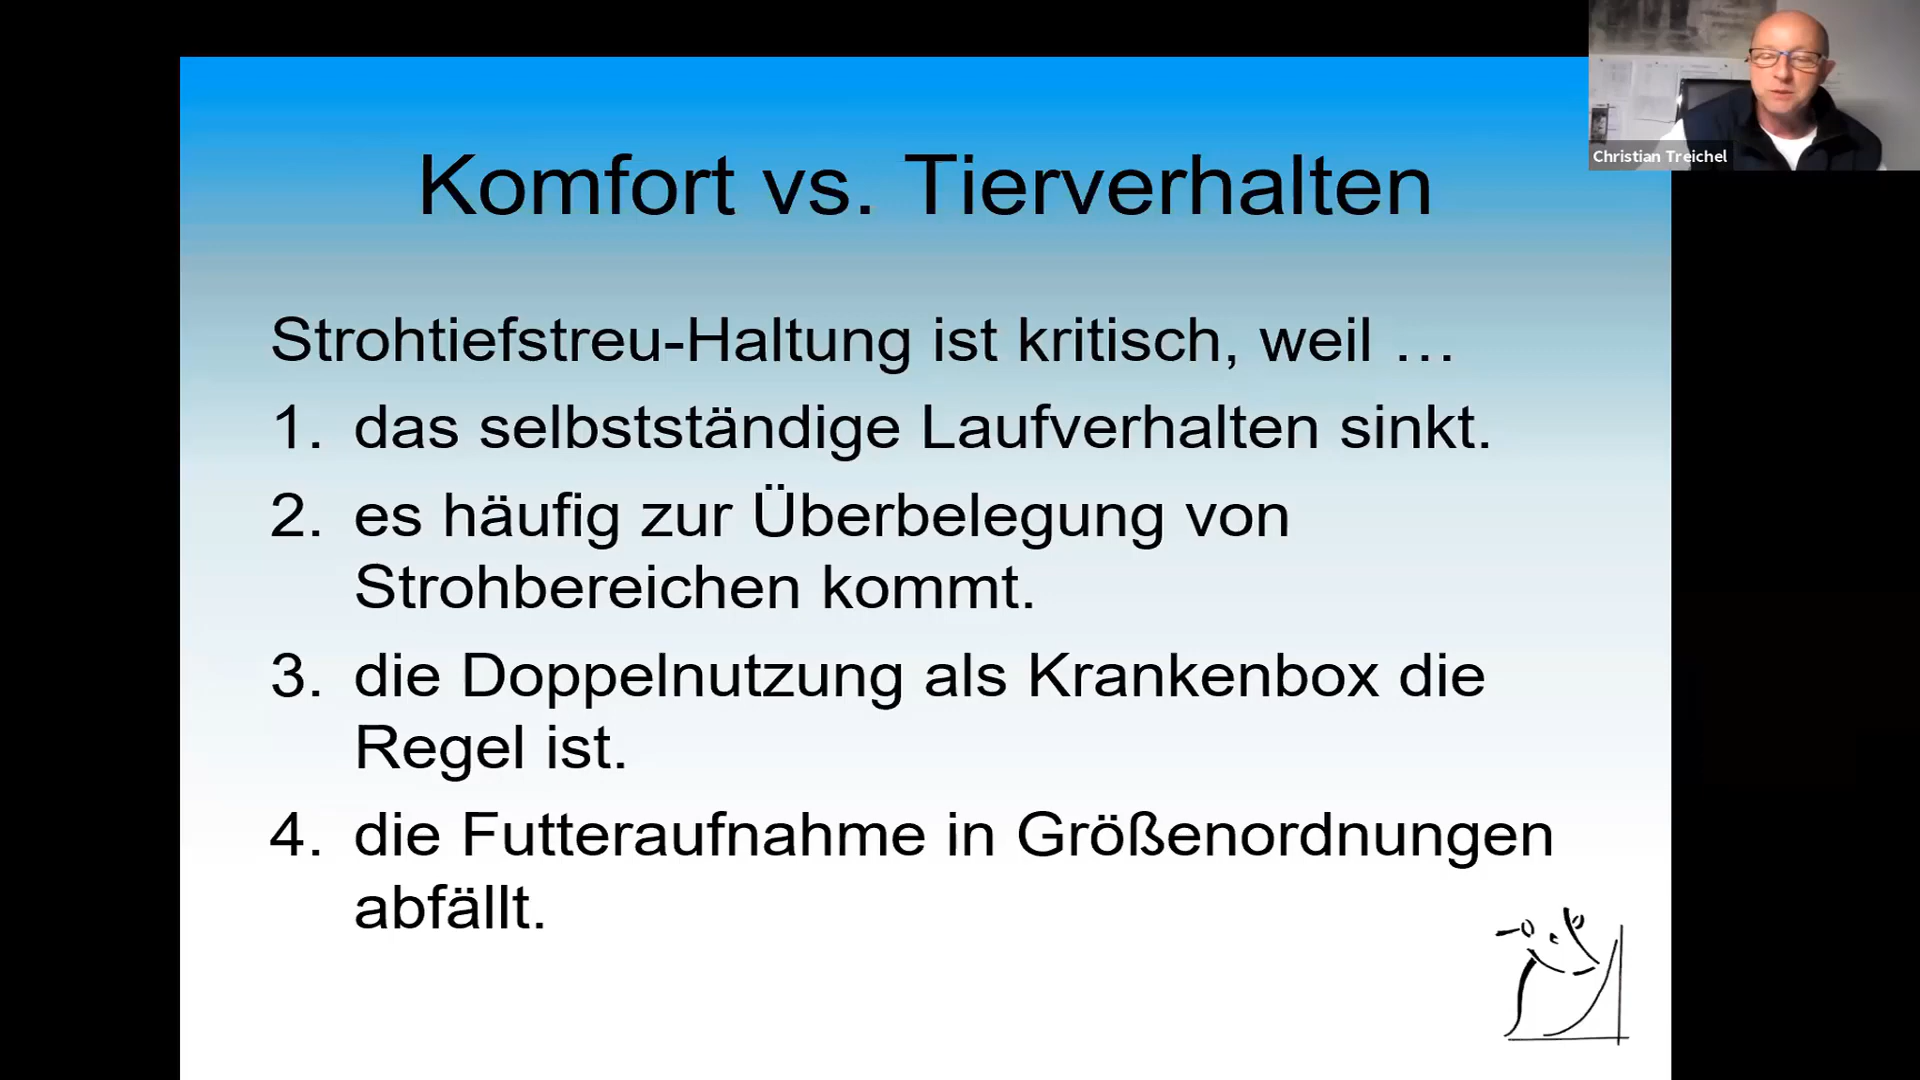 Christian Treichel
Komfort vs. Tierverhalten
Strohtiefstreu-Haltung ist kritisch, weil …
1. das selbstständige Laufverhalten sinkt.
2. es häufig zur Überbelegung von
Strohbereichen kommt.
3. die Doppelnutzung als Krankenbox die
Regel ist.
4. die Futteraufnahme in Größenordnungen
abfällt.